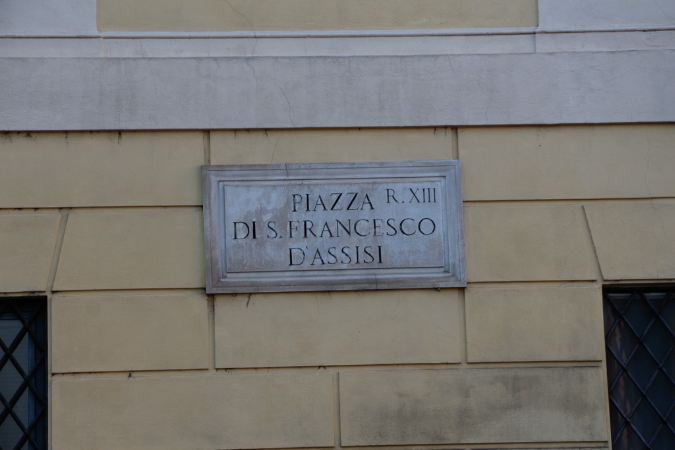 PIAZZA R. XIII
DI S. FRANCESCO
D'ASSISI